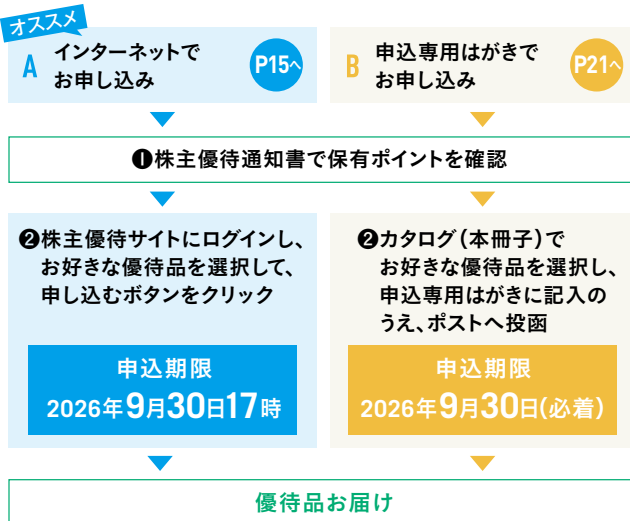 オススメ
A
インターネットで
お申し込み
P15へ
B
申込専用はがきで
お申し込み
P21へ
❶株主優待通知書で保有ポイントを確認
❷株主優待サイトにログインし、
お好きな優待品を選択して、
申し込むボタンをクリック
申込期限
2026年9月30日17時
❷カタログ(本冊子)で
お好きな優待品を選択し、
申込専用はがきに記入の
うえ、ポストへ投函
申込期限
2026年9月30日(必着)
優待品お届け